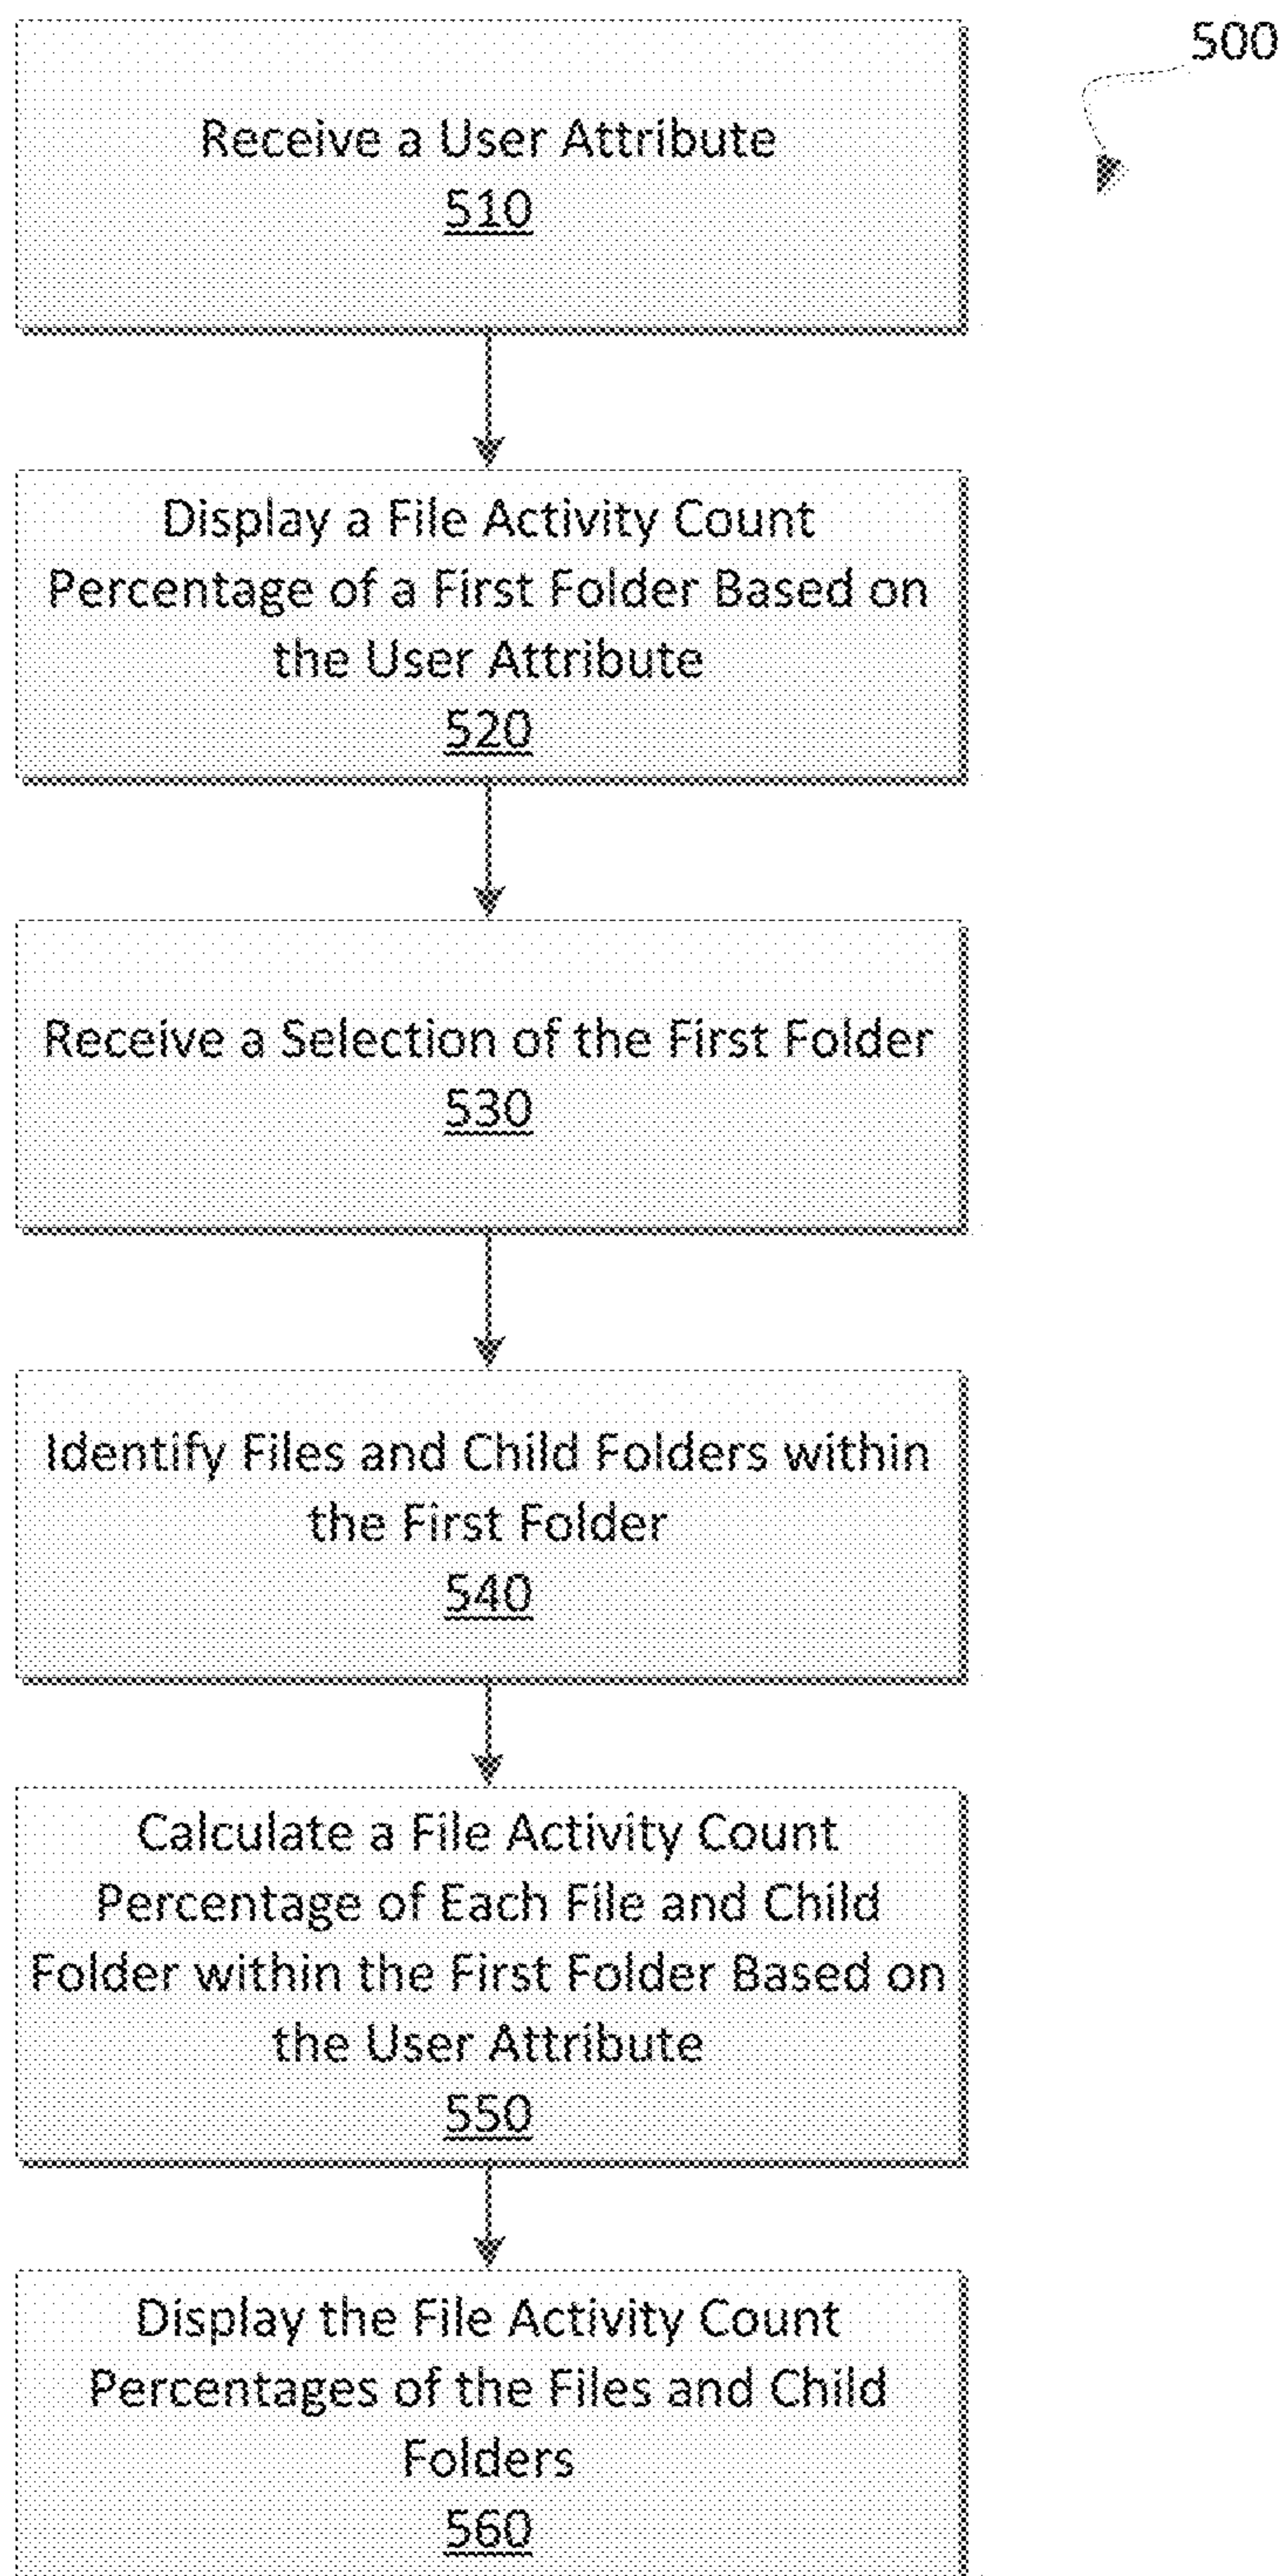 500
Receive a User Attribute
510
Display a File Activity Count
Percentage of a First Folder Based on
the User Attribute
520
Receive a Selection of the First Folder
530
Identify Files and Child Folders within
the First Folder
540
Calculate a File Activity Count
Percentage of Each File and Child
Folder within the First Folder Based on
the User Attribute
550
Display the File Activity Count
Percentages of the Files and Child
Folders
560